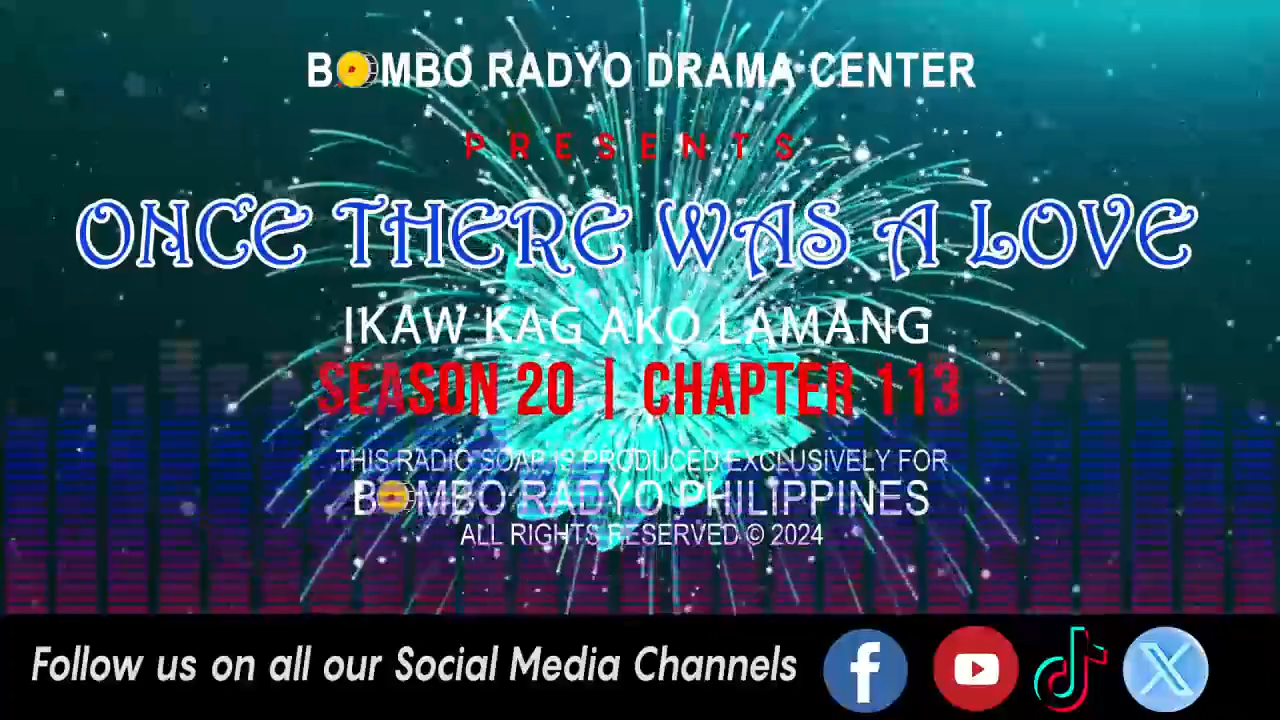 BOMBO RADYO DRAMA CENTER
PRESENTS
ONCE THERE WAS A LOVE
IKAW KAG AKO LAMANG
SEASON 20 | CHAPTER 113
THIS RADIO SOAP IS PRODUCED EXCLUSIVELY FOR
BOMBO RADYO PHILIPPINES
ALL RIGHTS RESERVED © 2024
Follow us on all our Social Media Channels